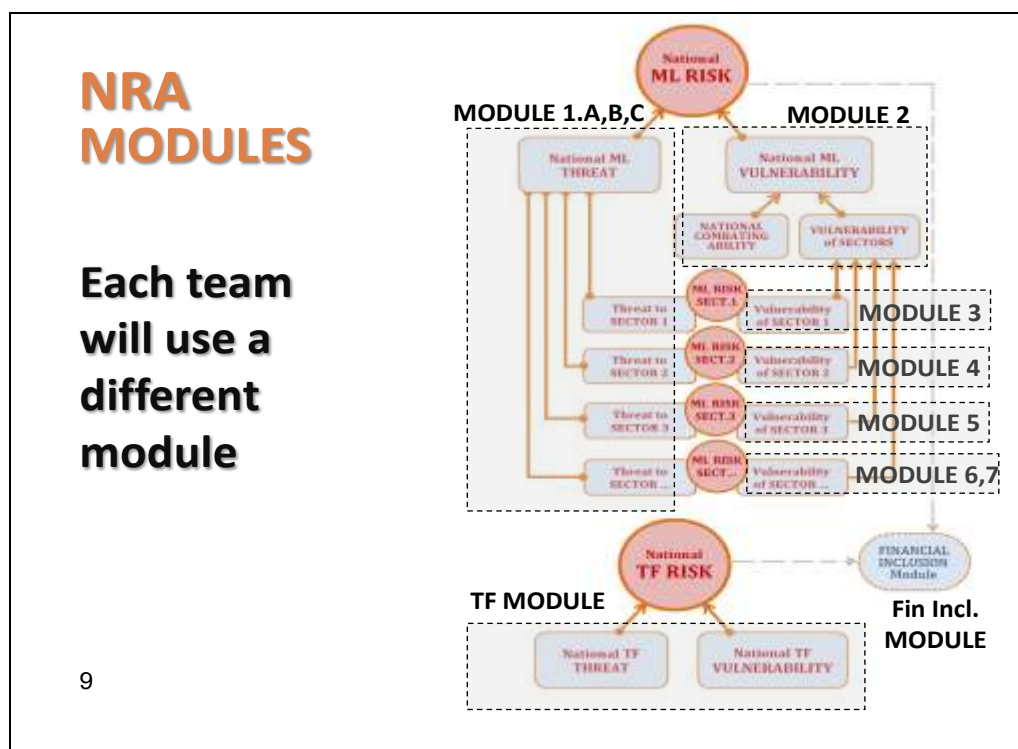 NRA
MODULES
Each team
will use a
different
module
9
National
ML RISK
MODULE 1.A,B,C
MODULE 2
National ML
THREAT
National ML
VULNERABILITY
NATIONAL
COMBATING
ABILITY
VULNERABILITY
of SECTORS
ML RISK
SECT.1
Threat to
SECTOR 1
Vulnerability
of SECTOR 1
MODULE 3
ML RISK
SECT.2
Threat to
SECTOR 2
Vulnerability
of SECTOR 2
MODULE 4
ML RISK
SECT.3
Threat to
SECTOR 3
Vulnerability
of SECTOR 3
MODULE 5
ML RISK
SECT...
Threat to
SECTOR ...
Vulnerability
of SECTOR ...
MODULE 6,7
National
TF RISK
FINANCIAL
INCLUSION
Module
TF MODULE
Fin Incl.
MODULE
National TF
THREAT
National TF
VULNERABILITY